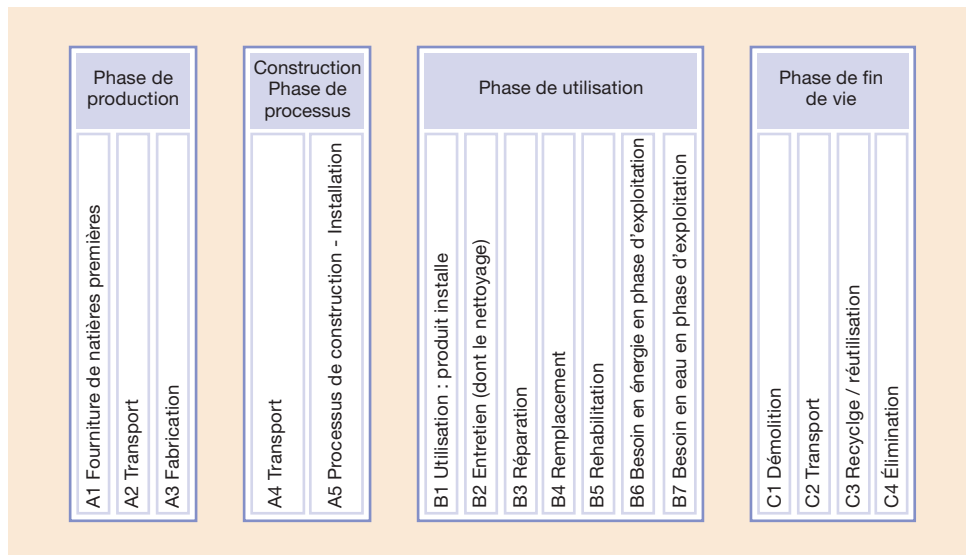 Phase de
production
A1 Fourniture de natières premières
A2 Transport
A3 Fabrication
Construction
Phase de
processus
A4 Transport
A5 Processus de construction - Installation
Phase de utilisation
B1 Utilisation : produit installe
B2 Entretien (dont le nettoyage)
B3 Réparation
B4 Remplacement
B5 Rehabilitation
B6 Besoin en énergie en phase d’exploitation
B7 Besoin en eau en phase d’exploitation
Phase de fin
de vie
C1 Démolition
C2 Transport
C3 Recyclge / réutilisation
C4 Élimination